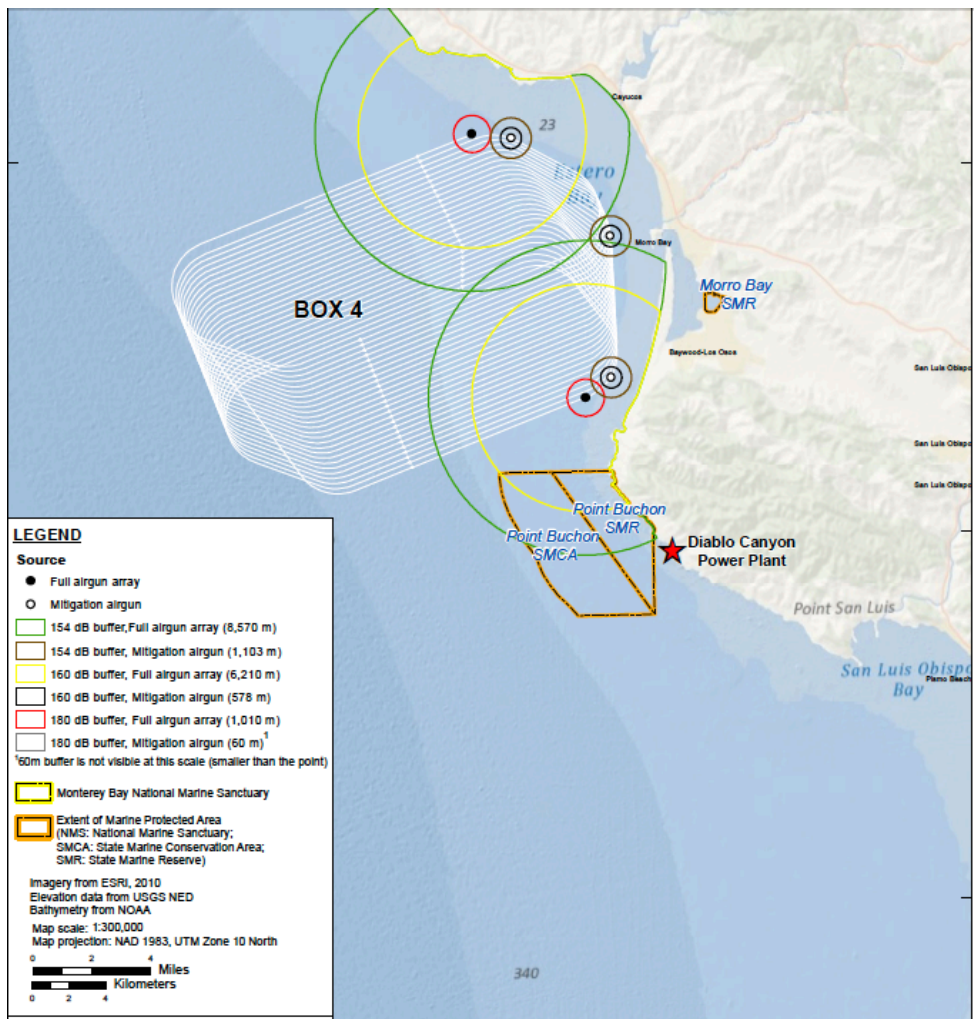 Cayucos
23
Estero
Morro Bay
Morro Bay
SMR
BOX 4
Baywood-Los Osos
San Luis Obispo
San Luis Obispo
San Luis Obispo
Point Buchon
SMR
Point Buchon
SMCA
Diablo Canyon
Power Plant
Point San Luis
San Luis Obispo
Bay
340
LEGEND
Source
Full airgun array
Mitigation airgun
154 dB buffer,Full airgun array (8,570 m)
154 dB buffer, Mitigation airgun (1,103 m)
160 dB buffer, Full airgun array (6,210 m)
160 dB buffer, Mitigation airgun (578 m)
180 dB buffer, Full airgun array (1,010 m)
180 dB buffer, Mitigation airgun (60 m)1
160m buffer is not visible at this scale (smaller than the point)
Monterey Bay National Marine Sanctuary
Extent of Marine Protected Area
(NMS: National Marine Sanctuary;
SMCA: State Marine Conservation Area;
SMR: State Marine Reserve)
Imagery from ESRI, 2010
Elevation data from USGS NED
Bathymetry from NOAA
Map scale: 1:300,000
Map projection: NAD 1983, UTM Zone 10 North
0 2 4
Miles
Kilometers
0 2 4